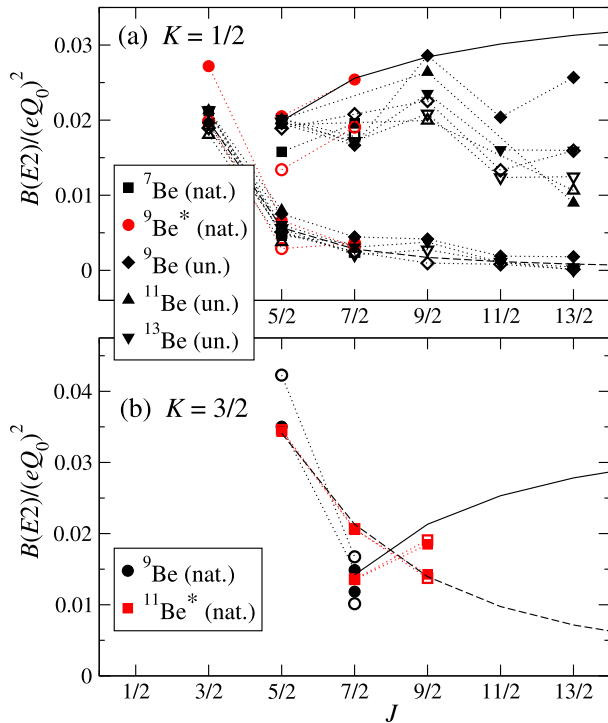 (a) K = 1/2
B(E2)/(eQ₀)²
0.03
0.02
0.01
0
⁷Be (nat.)
⁹Be* (nat.)
⁹Be (un.)
¹¹Be (un.)
¹³Be (un.)
5/2 7/2 9/2 11/2 13/2
(b) K = 3/2
B(E2)/(eQ₀)²
0.04
0.03
0.02
0.01
0
⁹Be (nat.)
¹¹Be* (nat.)
1/2 3/2 5/2 7/2 9/2 11/2 13/2
J